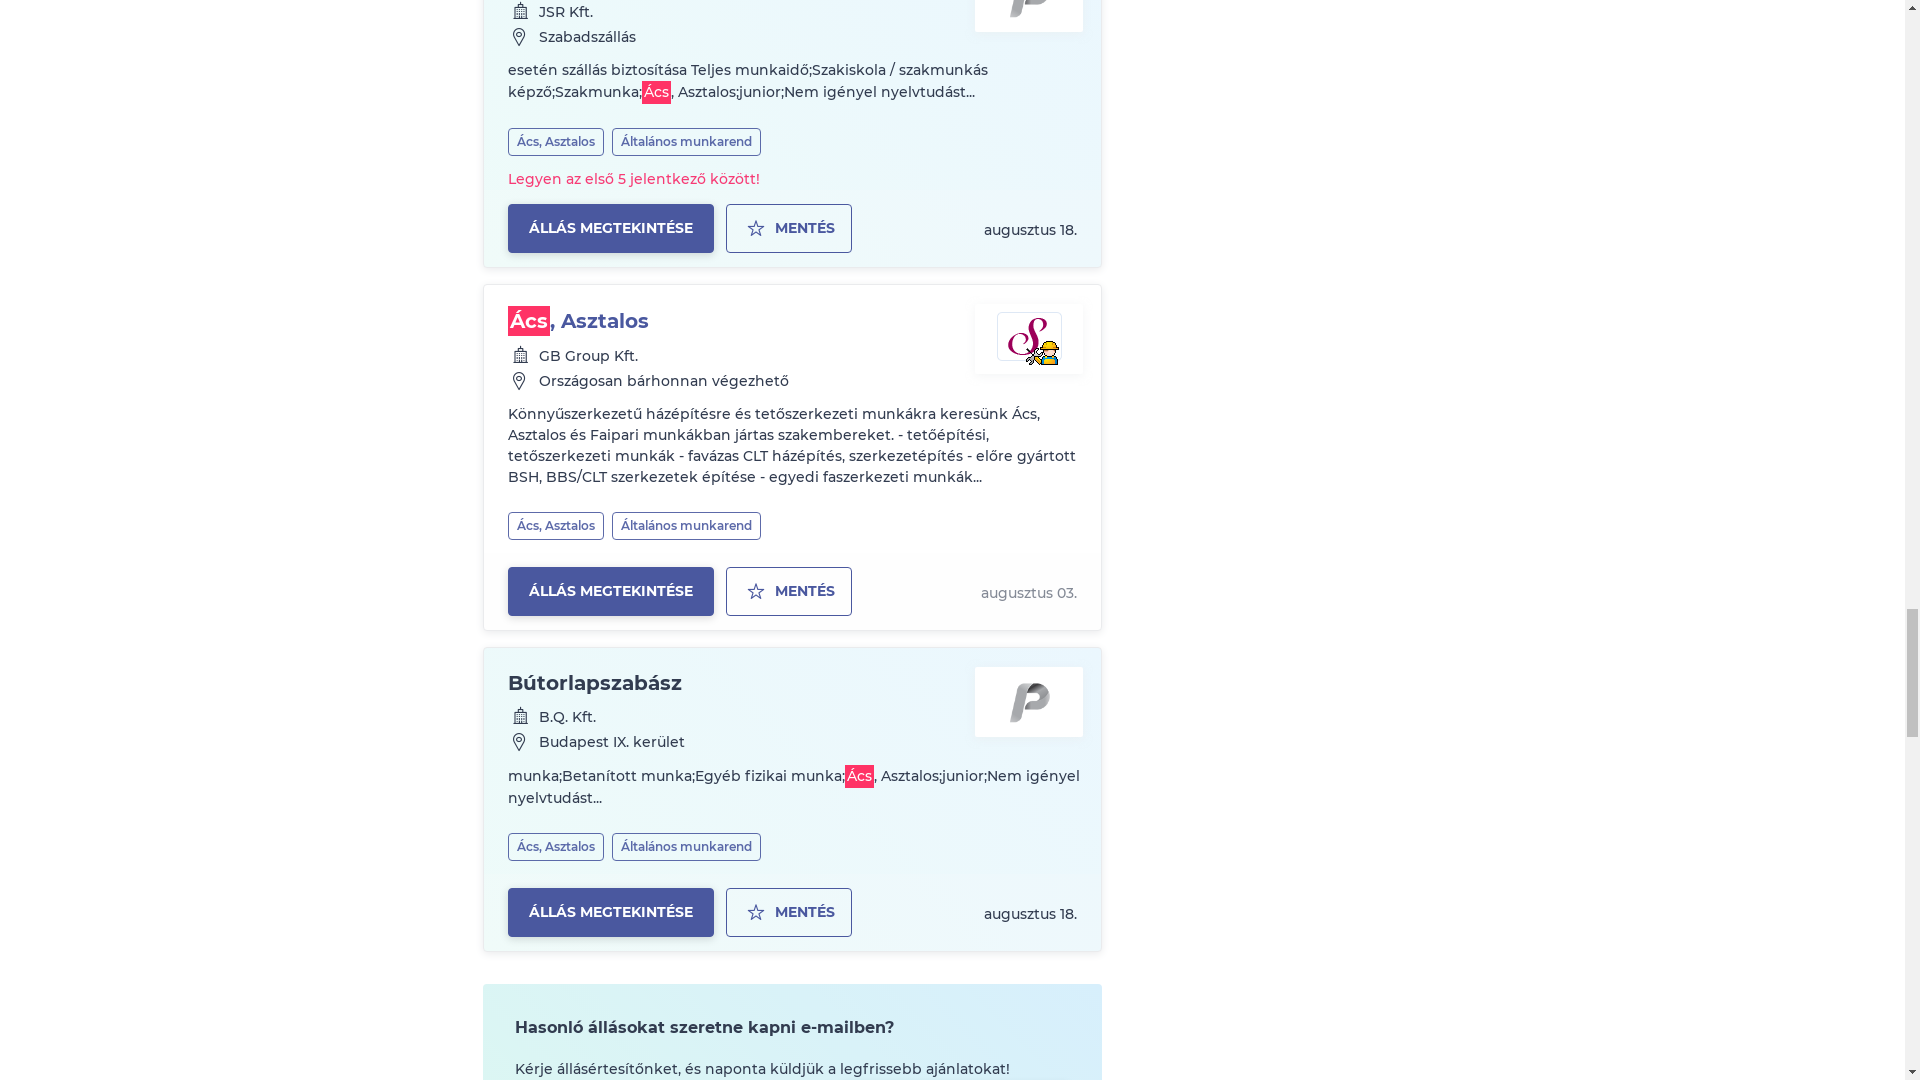 JSR Kft.
Szabadszállás
esetén szállás biztosítása Teljes munkaidő;Szakiskola / szakmunkás
képző;Szakmunka;Ács, Asztalos;junior;Nem igényel nyelvtudást...
Ács, Asztalos Általános munkarend
Legyen az első 5 jelentkező között!
ÁLLÁS MEGTEKINTÉSE MENTÉS augusztus 18.
Ács, Asztalos
GB Group Kft.
Országosan bárhonnan végezhető
Könnyűszerkezetű házépítésre és tetőszerkezeti munkákra keresünk Ács,
Asztalos és Faipari munkákban jártas szakembereket. - tetőépítési,
tetőszerkezeti munkák - favázas CLT házépítés, szerkezetépítés - előre gyártott
BSH, BBS/CLT szerkezetek építése - egyedi faszerkezeti munkák...
Ács, Asztalos Általános munkarend
ÁLLÁS MEGTEKINTÉSE MENTÉS augusztus 03.
Bútorlapszabász
B.Q. Kft.
Budapest IX. kerület
munka;Betanított munka;Egyéb fizikai munka;Ács, Asztalos;junior;Nem igényel
nyelvtudást...
Ács, Asztalos Általános munkarend
ÁLLÁS MEGTEKINTÉSE MENTÉS augusztus 18.
Hasonló állásokat szeretne kapni e-mailben?
Kérje állásértesítőnket, és naponta küldjük a legfrissebb ajánlatokat!